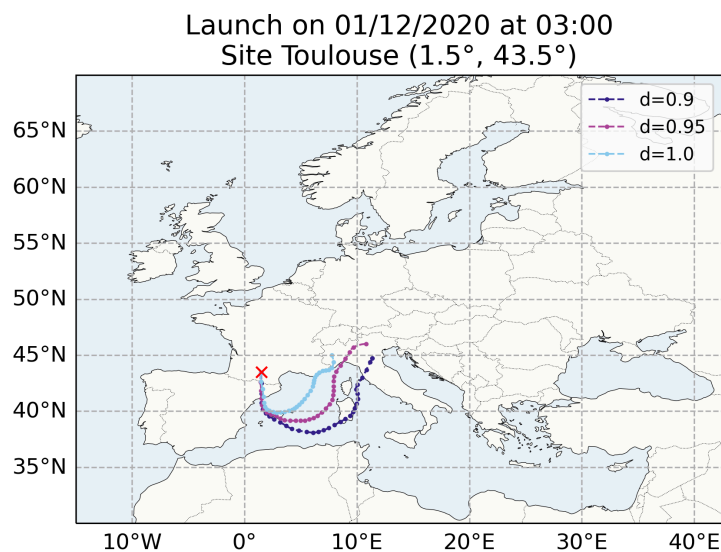 Launch on 01/12/2020 at 03:00
Site Toulouse (1.5°, 43.5°)
d=0.9
d=0.95
d=1.0
65°N
60°N
55°N
50°N
45°N
40°N
35°N
10°W
0°
10°E
20°E
30°E
40°E